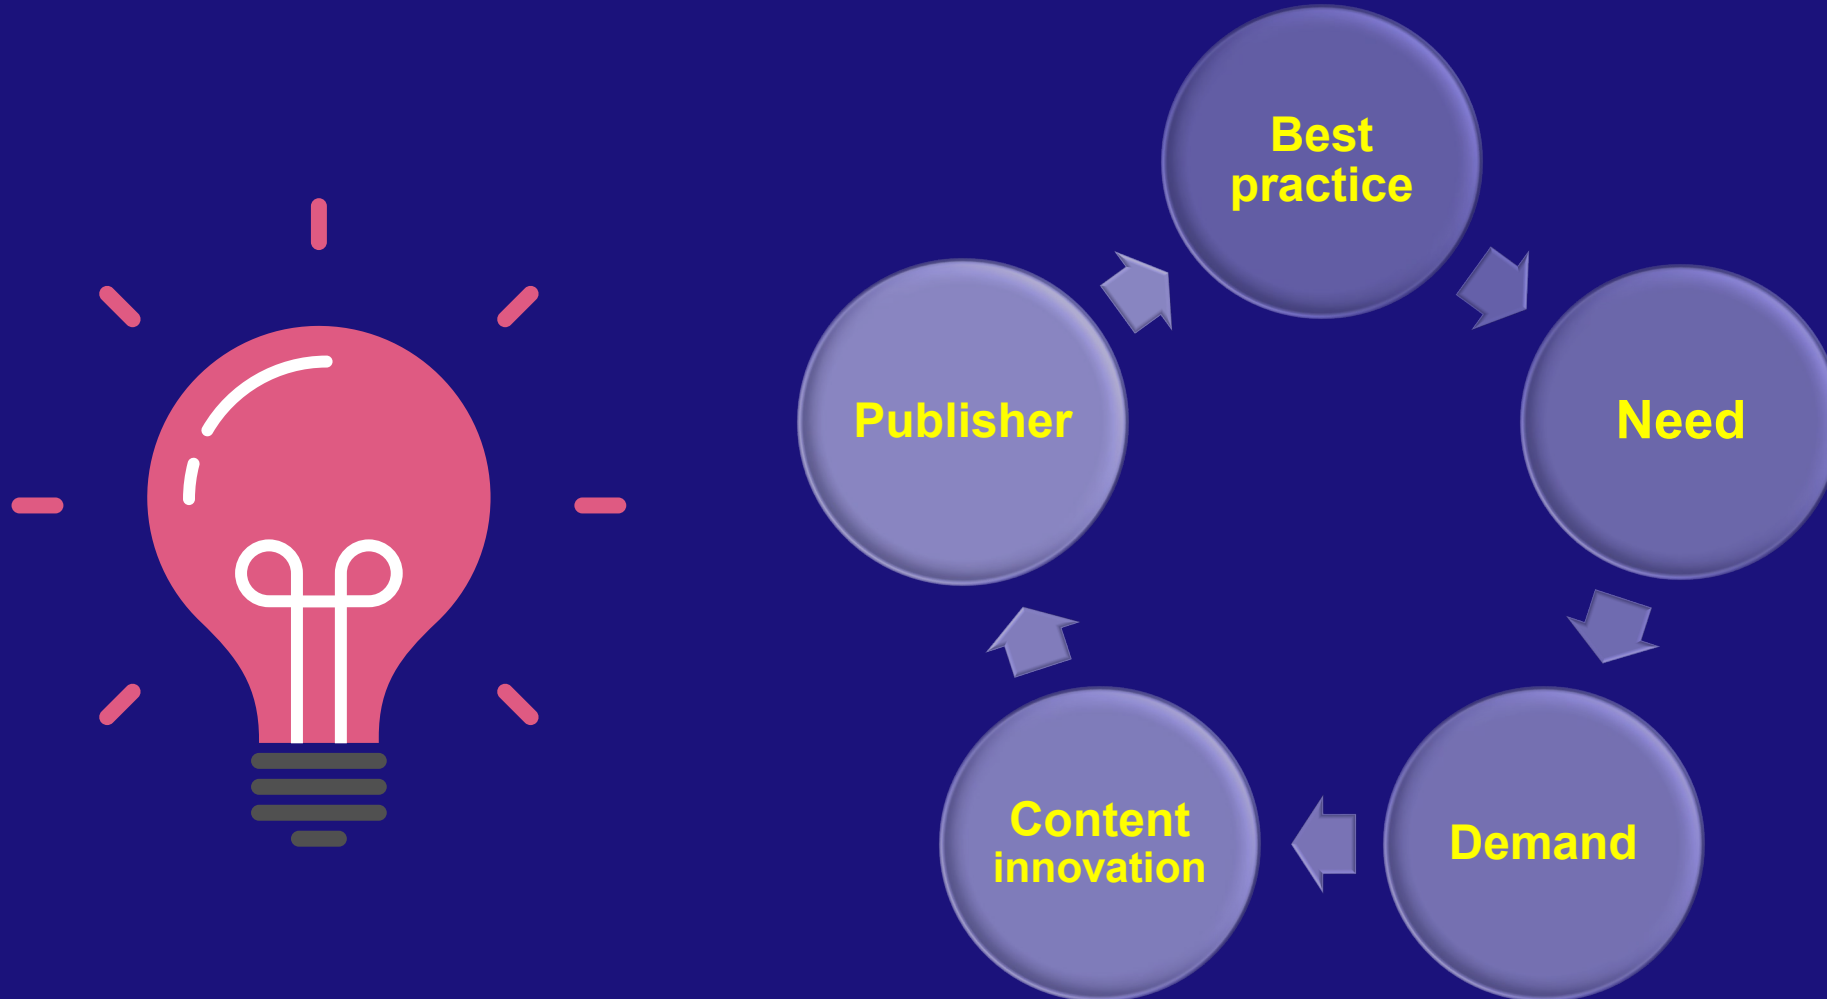 Best
practice
Need
Demand
Content
innovation
Publisher